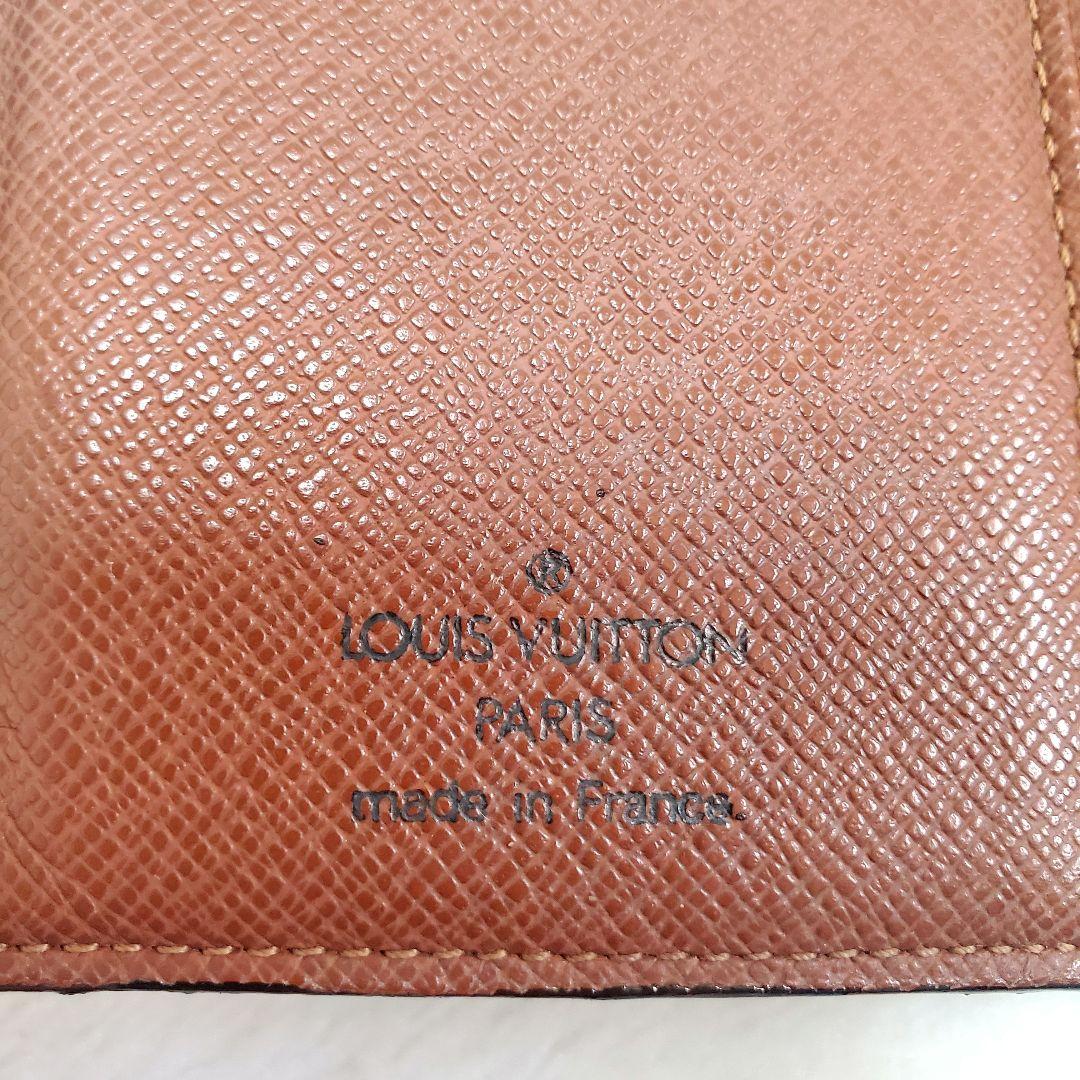 ®
LOUIS VUITTON
PARIS
made in France.